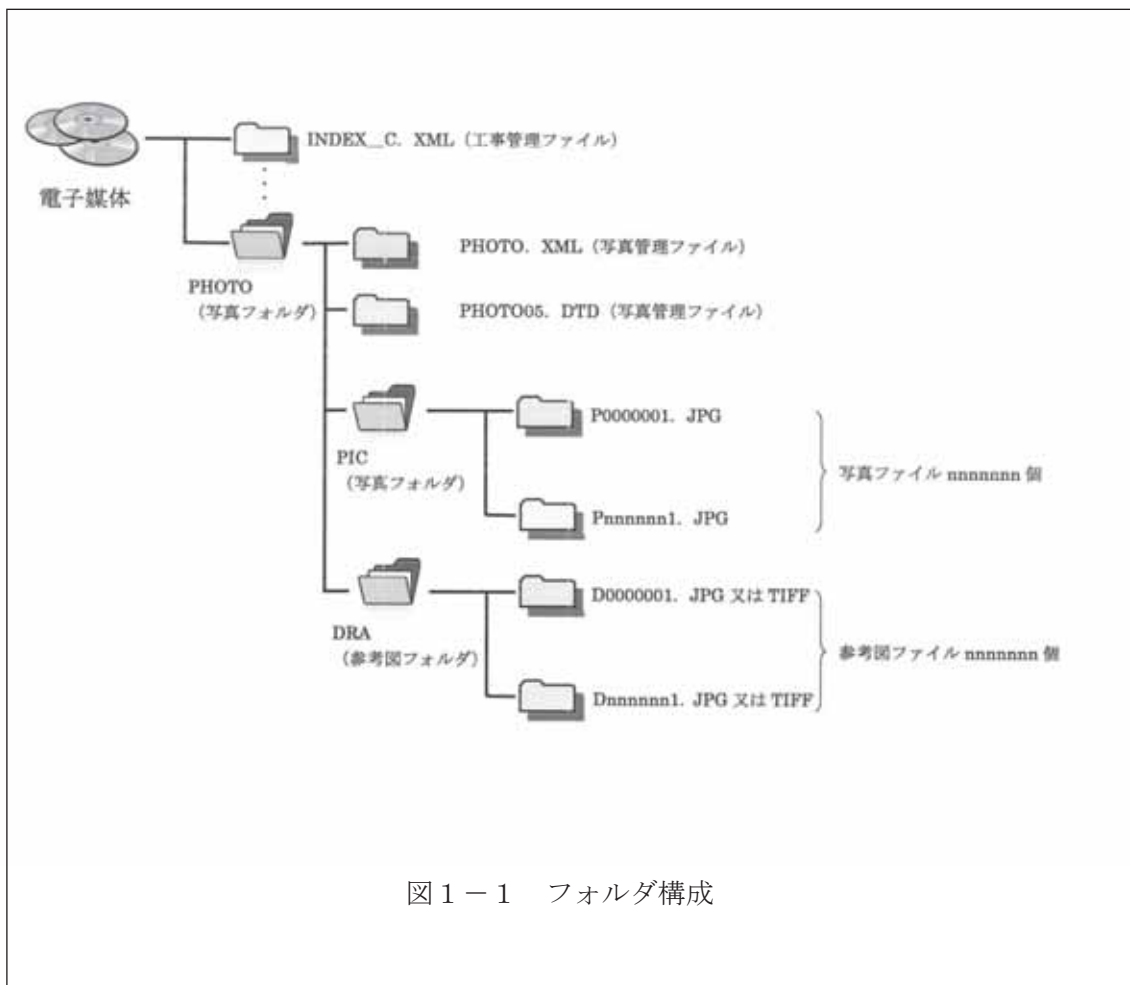 INDEX_C. XML（工事管理ファイル）
電子媒体
PHOTO
（写真フォルダ）
PHOTO. XML（写真管理ファイル）
PHOTO05. DTD（写真管理ファイル）
PIC
（写真フォルダ）
P0000001. JPG
Pnnnnnn1. JPG
写真ファイル nnnnnnn 個
DRA
（参考図フォルダ）
D0000001. JPG 又は TIFF
Dnnnnnn1. JPG 又は TIFF
参考図ファイル nnnnnnn 個
図１－１　フォルダ構成